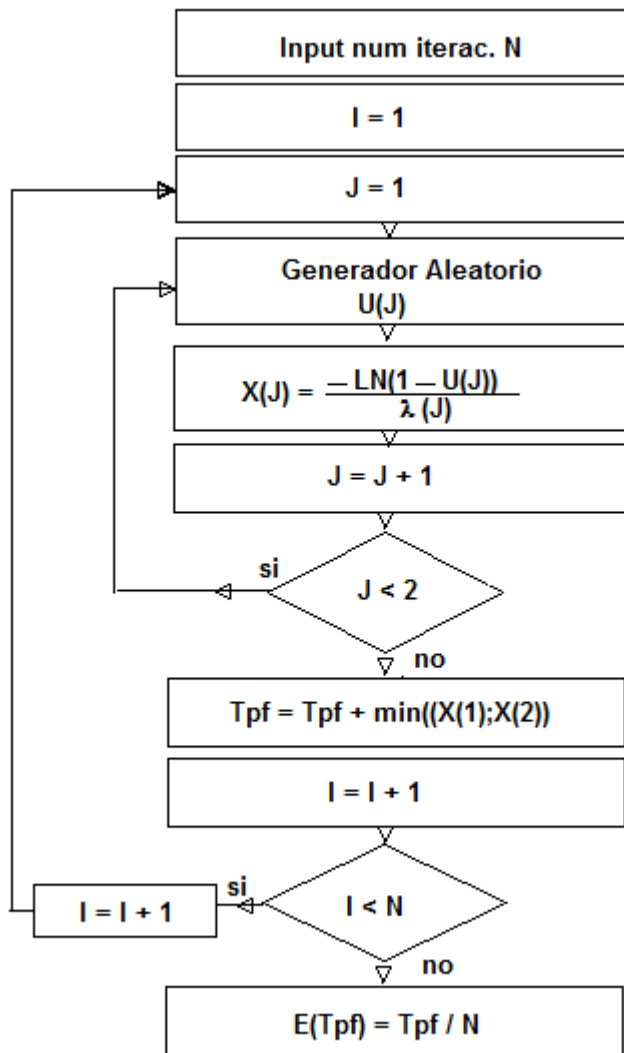 Input num iterac. N
I = 1
J = 1
Generador Aleatorio
U(J)
X(J) = — LN(1 — U(J))
λ (J)
J = J + 1
si
J < 2
no
Tpf = Tpf + min((X(1);X(2))
I = I + 1
si
I = I + 1
I < N
no
E(Tpf) = Tpf / N